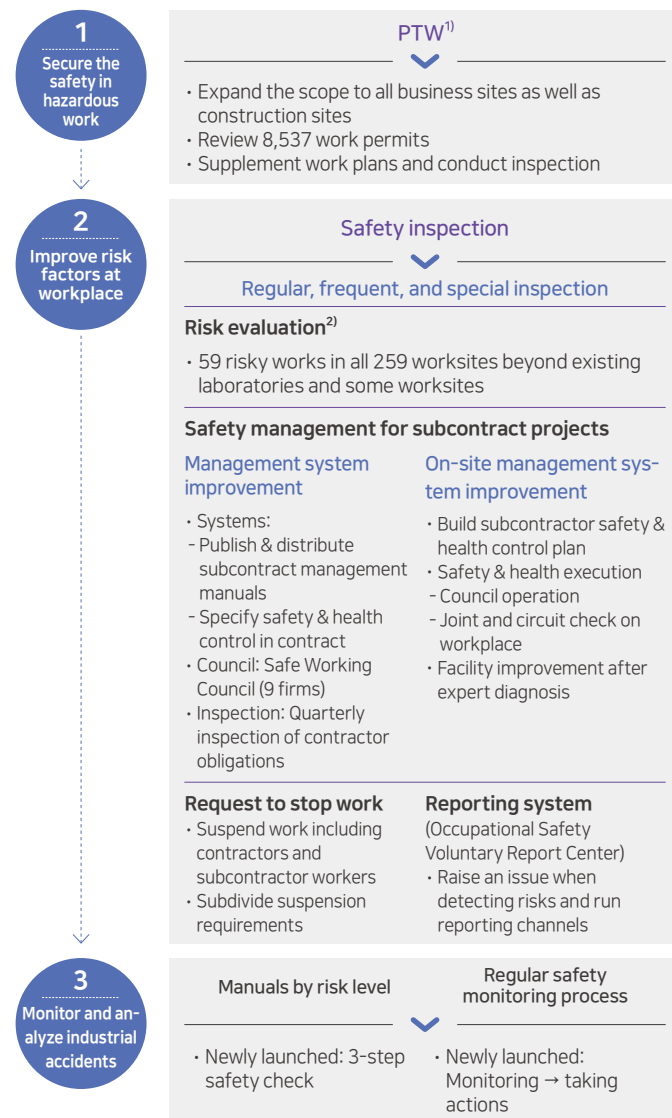 1
Secure the
safety in
hazardous
work
PTW1)
· Expand the scope to all business sites as well as
construction sites
· Review 8,537 work permits
· Supplement work plans and conduct inspection
2
Improve risk
factors at
workplace
Safety inspection
Regular, frequent, and special inspection
Risk evaluation2)
· 59 risky works in all 259 worksites beyond existing
laboratories and some worksites
Safety management for subcontract projects
Management system
improvement
· Systems:
- Publish & distribute
subcontract management
manuals
- Specify safety & health
control in contract
· Council: Safe Working
Council (9 firms)
· Inspection: Quarterly
inspection of contractor
obligations
On-site management sys-
tem improvement
· Build subcontractor safety &
health control plan
· Safety & health execution
- Council operation
- Joint and circuit check on
workplace
· Facility improvement after
expert diagnosis
Request to stop work
· Suspend work including
contractors and
subcontractor workers
· Subdivide suspension
requirements
Reporting system
(Occupational Safety
Voluntary Report Center)
· Raise an issue when
detecting risks and run
reporting channels
3
Monitor and an-
alyze industrial
accidents
Manuals by risk level
· Newly launched: 3-step
safety check
Regular safety
monitoring process
· Newly launched:
Monitoring → taking
actions